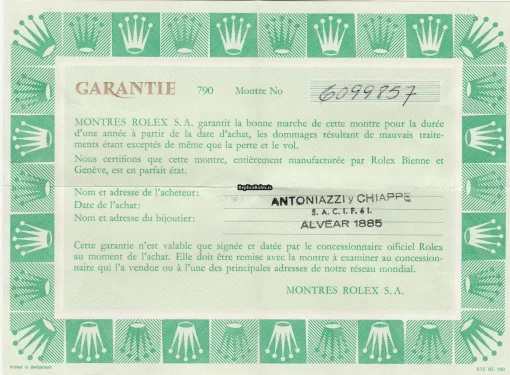 GARANTIE 790 Montre No 6099857
MONTRES ROLEX S.A. garantit la bonne marche de cette montre pour la durée
d'une année à partir de la date d'achat, les dommages résultant de mauvais traite-
ments étant exceptés de même que la perte et le vol.
Nous certifions que cette montre, entièrement manufacturée par Rolex Bienne et
Genève, est en parfait état.
Nom et adresse de l'acheteur:
Date de l'achat:
Nom et adresse du bijoutier:
ANTONIAZZI y CHIAPPE
S. A. C. I. F. 6 I.
ALVEAR 1885
Cette garantie n'est valable que signée et datée par le concessionnaire officiel Rolex
au moment de l'achat. Elle doit être remise avec la montre à examiner au concession-
naire qui l'a vendue ou à l'une des principales adresses de notre réseau mondial.
MONTRES ROLEX S.A.
Printed in Switzerland